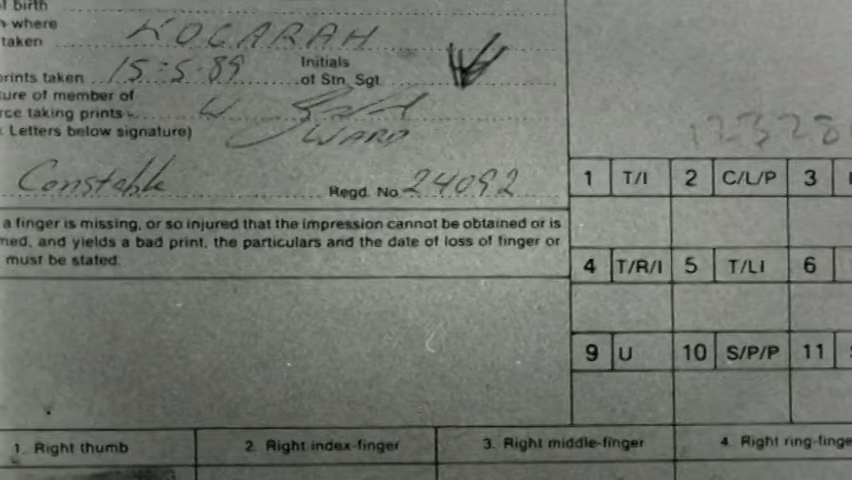 of birth
where
taken KOGARAH
prints taken 15-5-89 Initials of Stn. Sgt.
ture of member of
rce taking prints
Letters below signature) WARD
Constable Regd. No. 24092
a finger is missing, or so injured that the impression cannot be obtained or is
med, and yields a bad print, the particulars and the date of loss of finger or
must be stated.
1 T/I 2 C/L/P 3
4 T/R/I 5 T/LI 6
9 U 10 S/P/P 11
1. Right thumb 2. Right index-finger 3. Right middle-finger 4. Right ring-finge